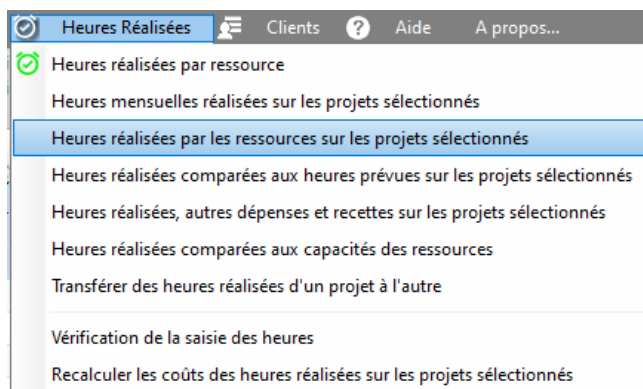 Heures Réalisées Clients ? Aide A propos...
Heures réalisées par ressource
Heures mensuelles réalisées sur les projets sélectionnés
Heures réalisées par les ressources sur les projets sélectionnés
Heures réalisées comparées aux heures prévues sur les projets sélectionnés
Heures réalisées, autres dépenses et recettes sur les projets sélectionnés
Heures réalisées comparées aux capacités des ressources
Transférer des heures réalisées d'un projet à l'autre
Vérification de la saisie des heures
Recalculer les coûts des heures réalisées sur les projets sélectionnés